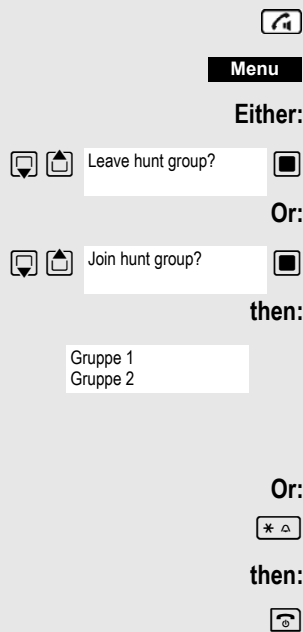 Menu
Either:
Leave hunt group?
Or:
Join hunt group?
then:
Gruppe 1
Gruppe 2
Or:
*
then: